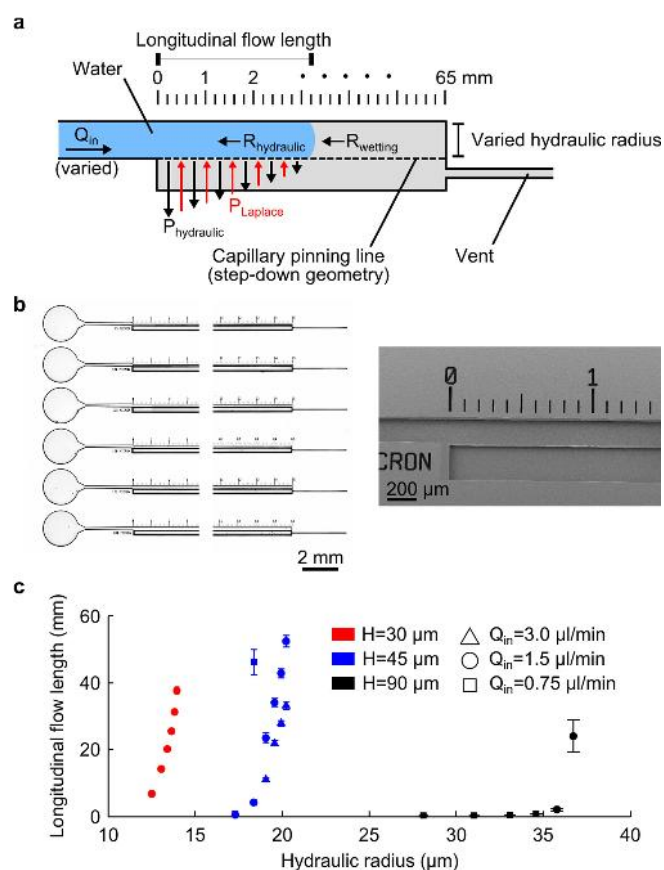 a
Longitudinal flow length
Water
0 1 2 65 mm
Q_in
(varied)
R_hydraulic
R_wetting
Varied hydraulic radius
P_Laplace
P_hydraulic
Capillary pinning line
(step-down geometry)
Vent
b
2 mm
0 1
CRON
200 µm
c
Longitudinal flow length (mm)
60
40
20
0
H=30 µm
H=45 µm
H=90 µm
Q_in=3.0 µl/min
Q_in=1.5 µl/min
Q_in=0.75 µl/min
10 15 20 25 30 35 40
Hydraulic radius (µm)